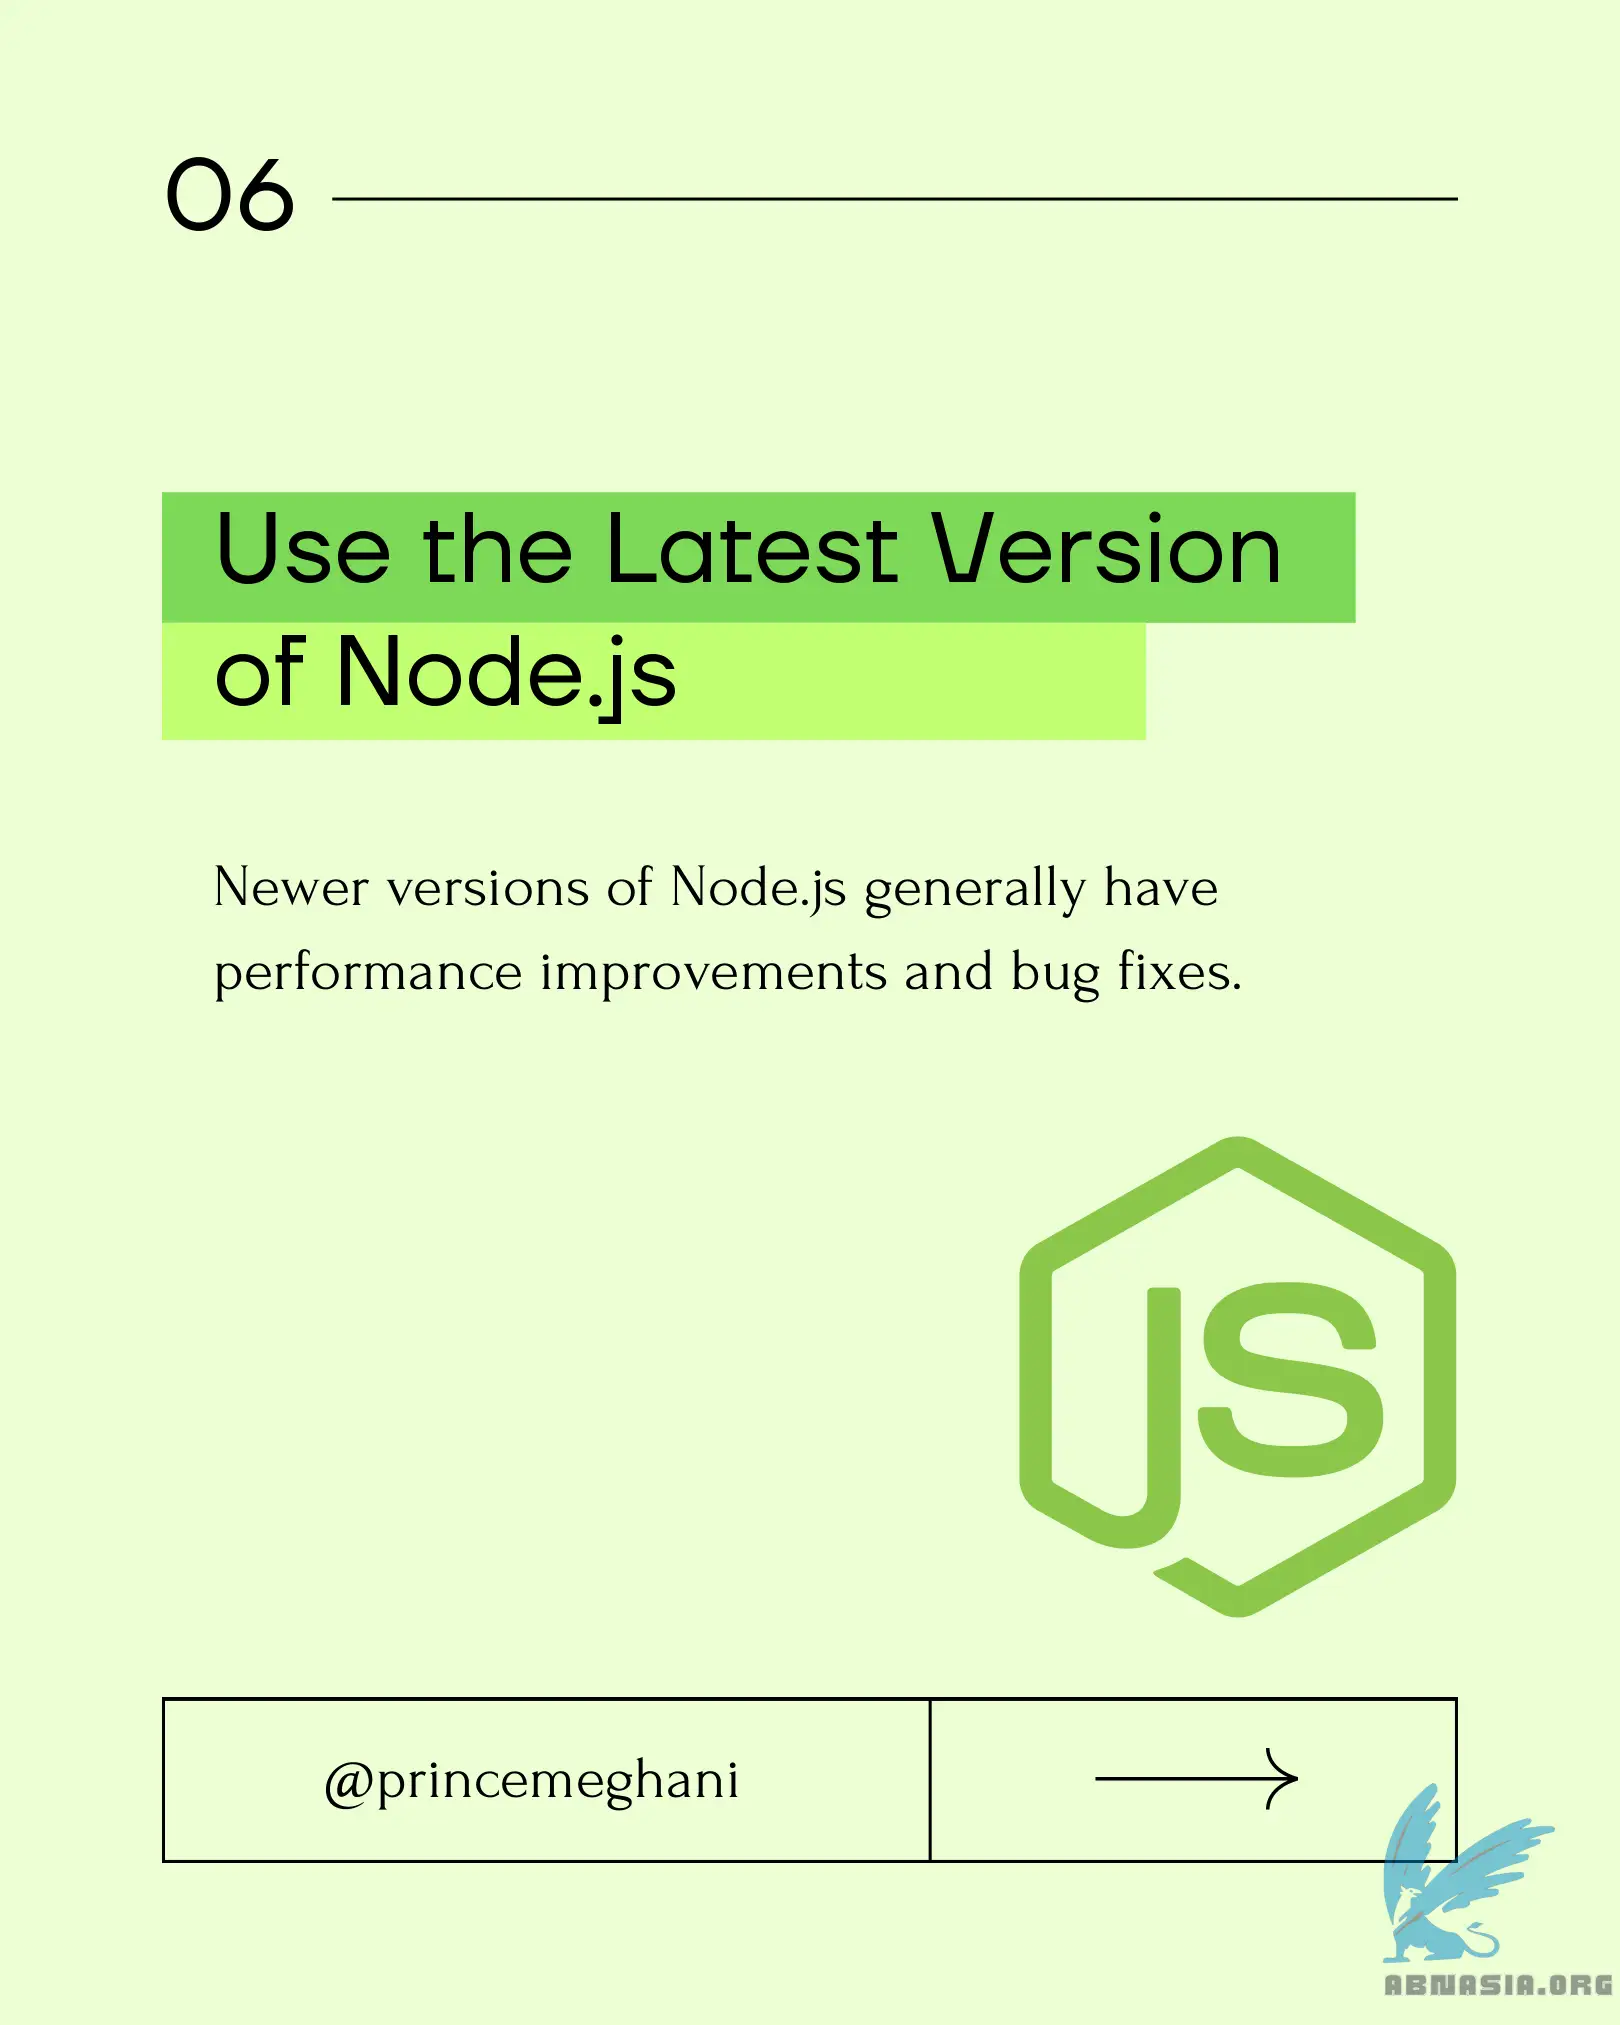 06
Use the Latest Version
of Node.js
Newer versions of Node.js generally have
performance improvements and bug fixes.
JS
@princemeghani
ABNASIA.ORG